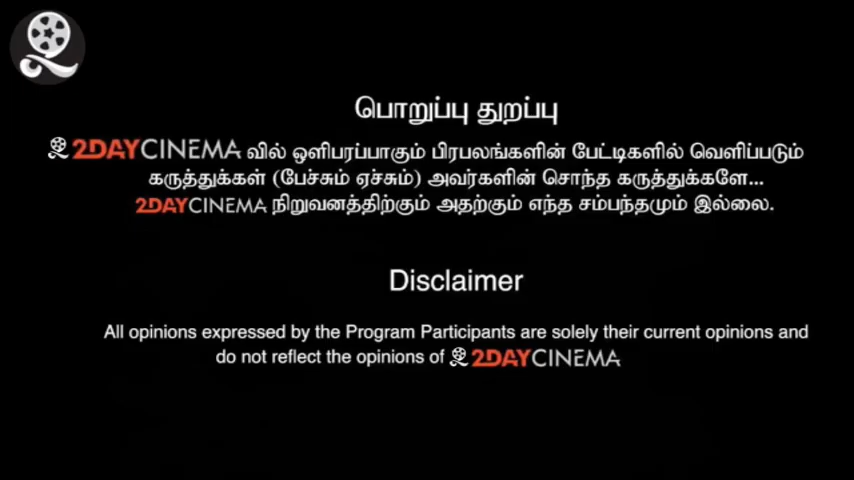 பொறுப்பு துறப்பு
2DAYCINEMA வில் ஒளிபரப்பாகும் பிரபலங்களின் பேட்டிகளில் வெளிப்படும்
கருத்துக்கள் (பேச்சும் ஏச்சும்) அவர்களின் சொந்த கருத்துக்களே...
2DAYCINEMA நிறுவனத்திற்கும் அதற்கும் எந்த சம்பந்தமும் இல்லை.
Disclaimer
All opinions expressed by the Program Participants are solely their current opinions and
do not reflect the opinions of 2DAYCINEMA